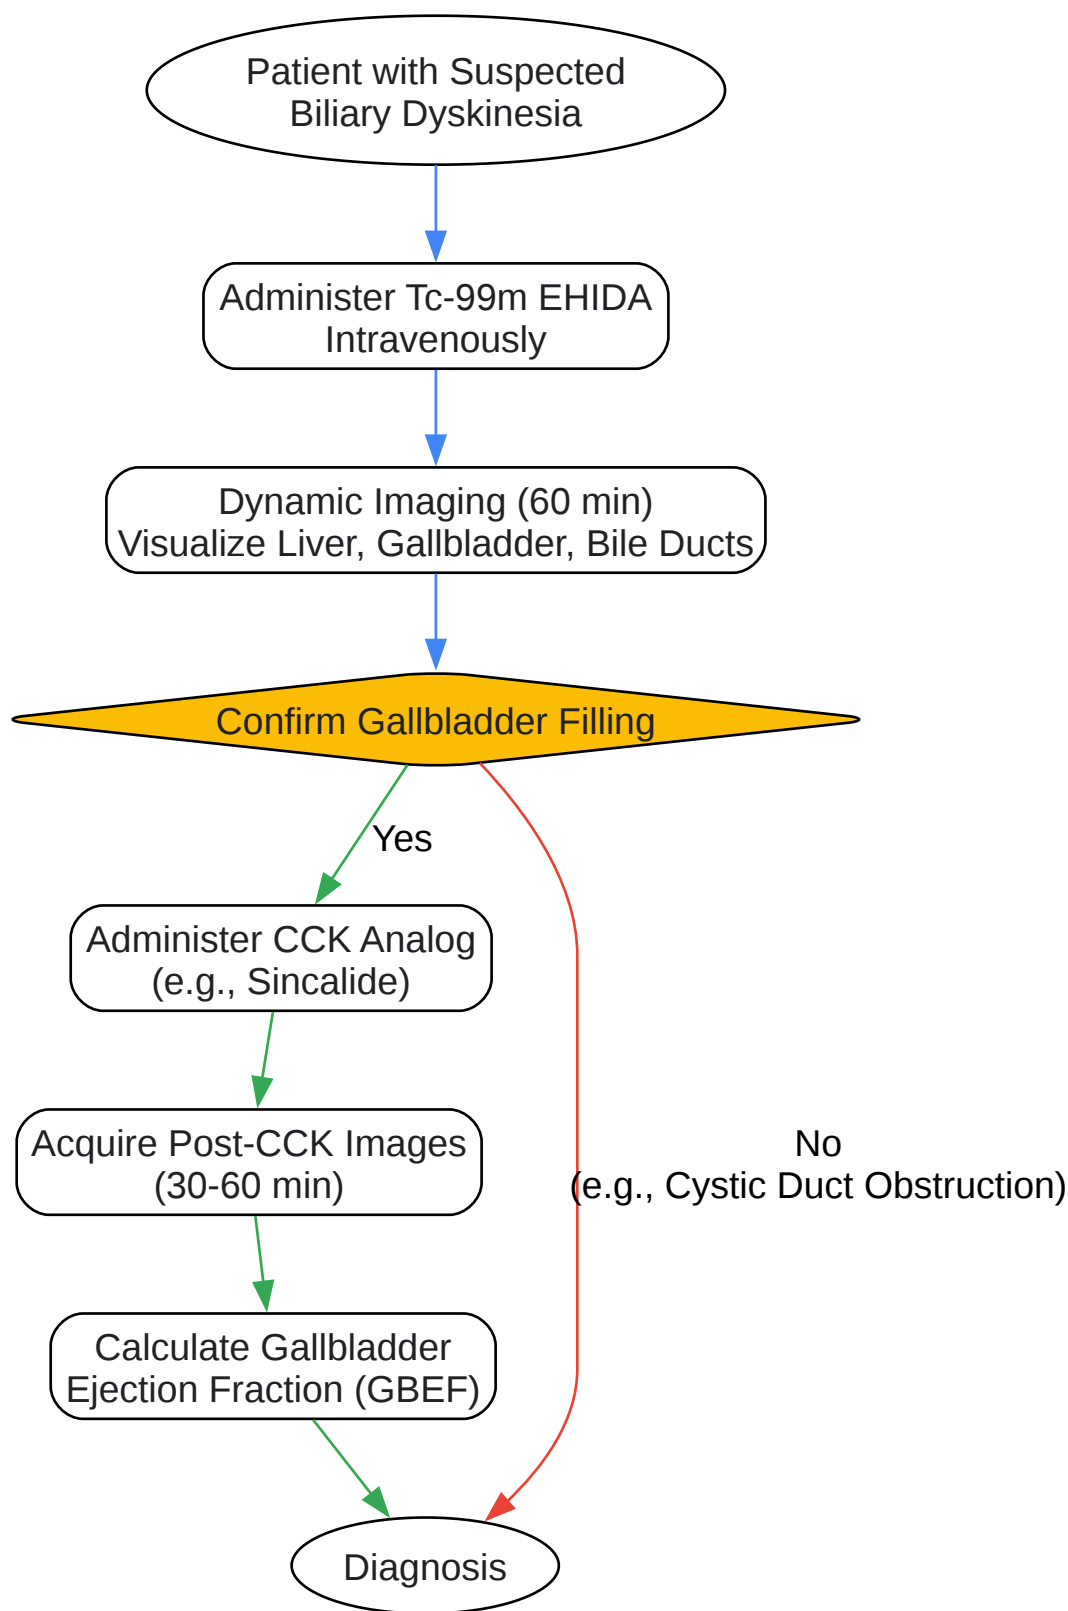 Patient with Suspected
Biliary Dyskinesia
Administer Tc-99m EHIDA
Intravenously
Dynamic Imaging (60 min)
Visualize Liver, Gallbladder, Bile Ducts
Confirm Gallbladder Filling
Yes
Administer CCK Analog
(e.g., Sincalide)
Acquire Post-CCK Images
(30-60 min)
No
(e.g., Cystic Duct Obstruction)
Calculate Gallbladder
Ejection Fraction (GBEF)
Diagnosis